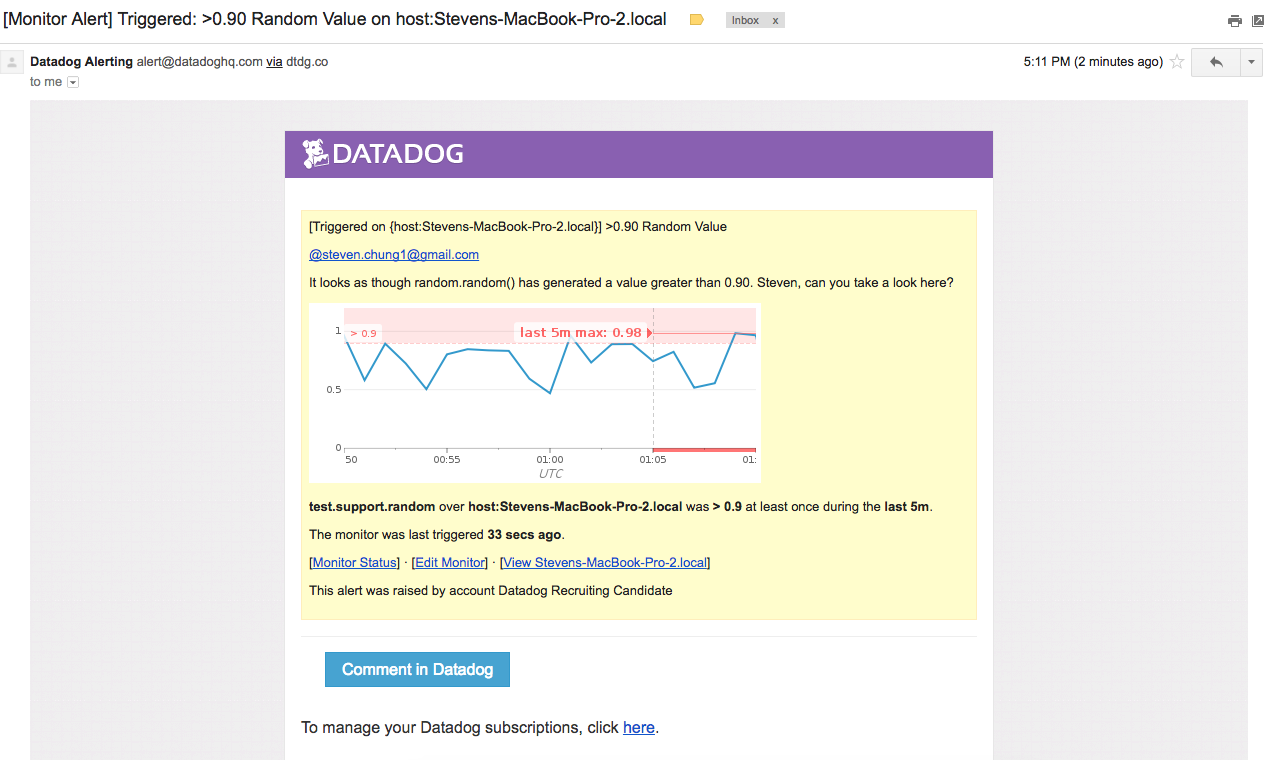 [Monitor Alert] Triggered: >0.90 Random Value on host:Stevens-MacBook-Pro-2.local
Inbox x
Datadog Alerting alert@datadoghq.com via dtdg.co
5:11 PM (2 minutes ago)
to me
DATADOG
[Triggered on {host:Stevens-MacBook-Pro-2.local}] >0.90 Random Value
@steven.chung1@gmail.com
It looks as though random.random() has generated a value greater than 0.90. Steven, can you take a look here?
1
> 0.9
last 5m max: 0.98
0.5
0
50 00:55 01:00 01:05 01:
UTC
test.support.random over host:Stevens-MacBook-Pro-2.local was > 0.9 at least once during the last 5m.
The monitor was last triggered 33 secs ago.
[Monitor Status] · [Edit Monitor] · [View Stevens-MacBook-Pro-2.local]
This alert was raised by account Datadog Recruiting Candidate
Comment in Datadog
To manage your Datadog subscriptions, click here.